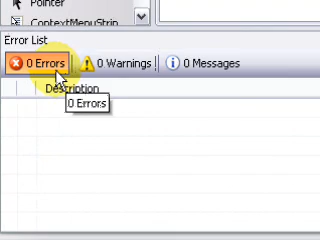 Pointer
ContextMenuStrip
Error List
0 Errors
0 Warnings
0 Messages
Description
0 Errors